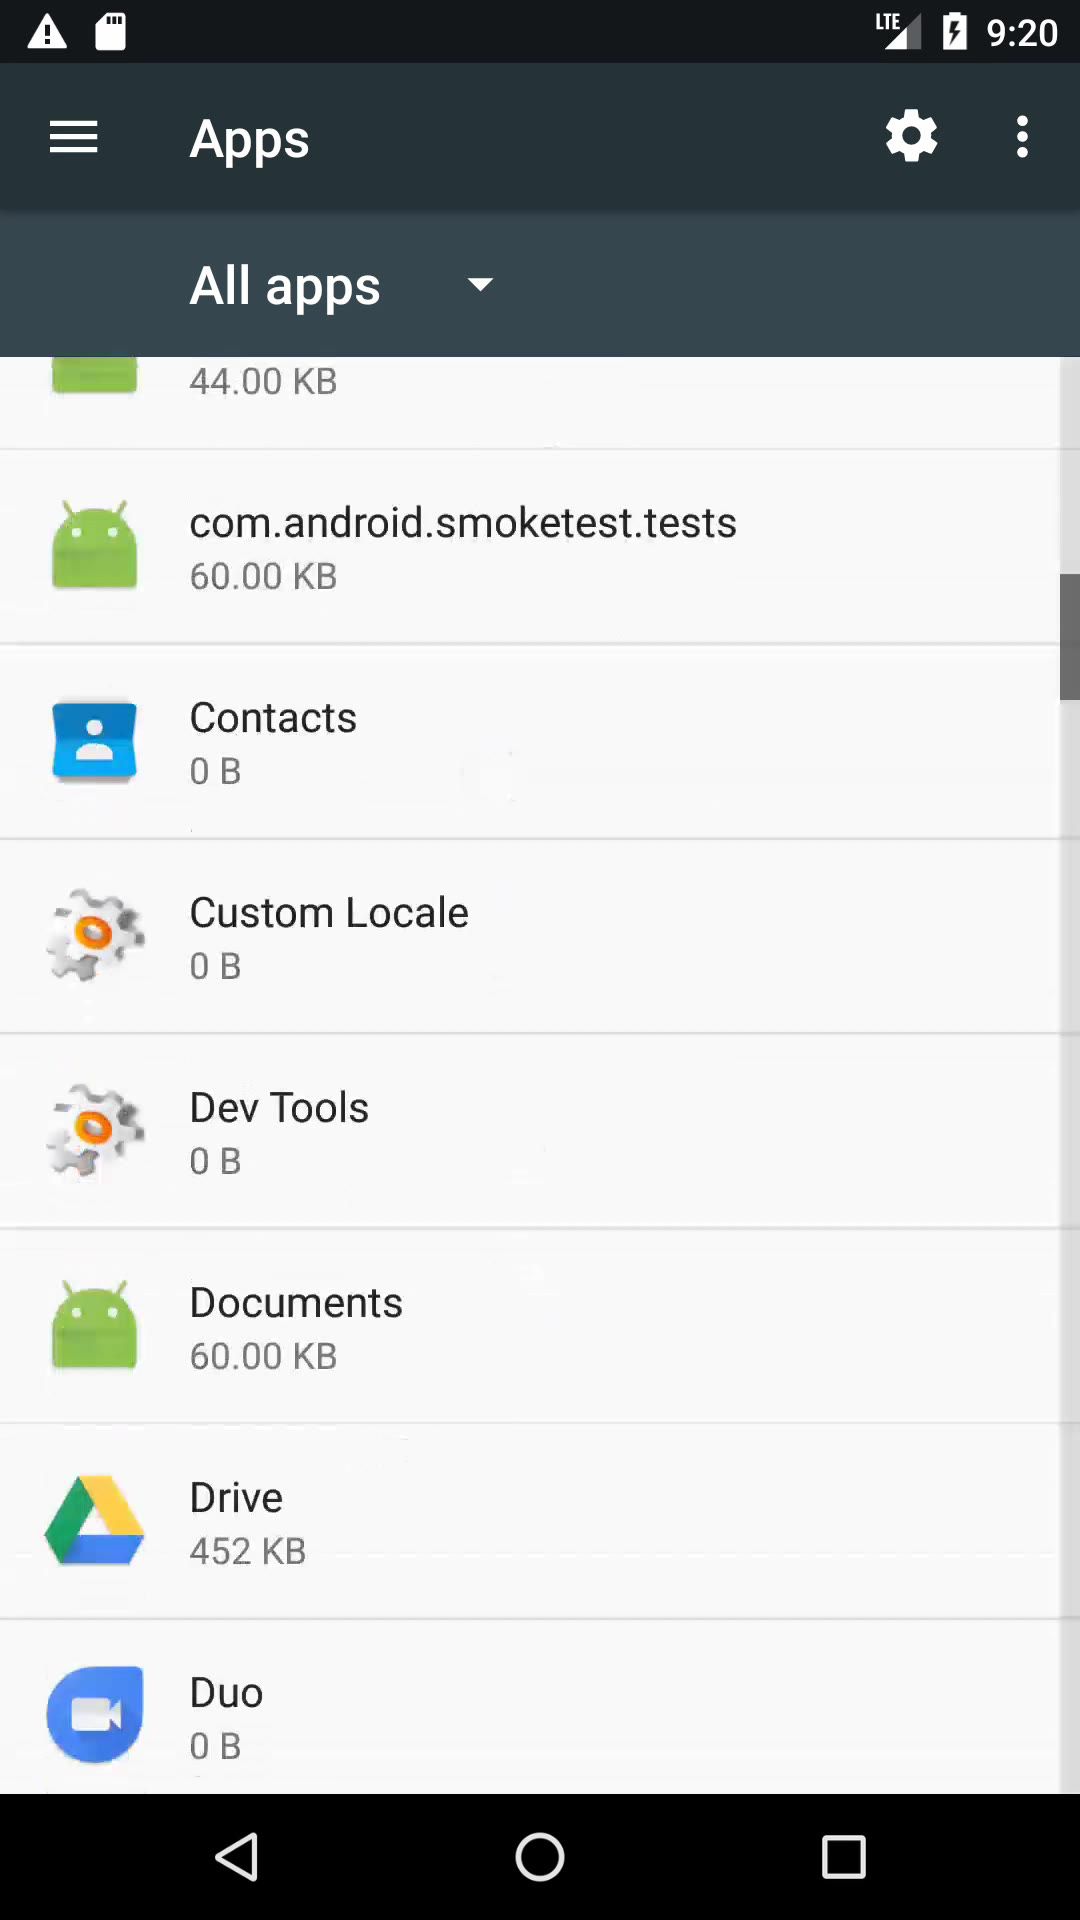 LTE 9:20
Apps
All apps
44.00 KB
com.android.smoketest.tests
60.00 KB
Contacts
0 B
Custom Locale
0 B
Dev Tools
0 B
Documents
60.00 KB
Drive
452 KB
Duo
0 B